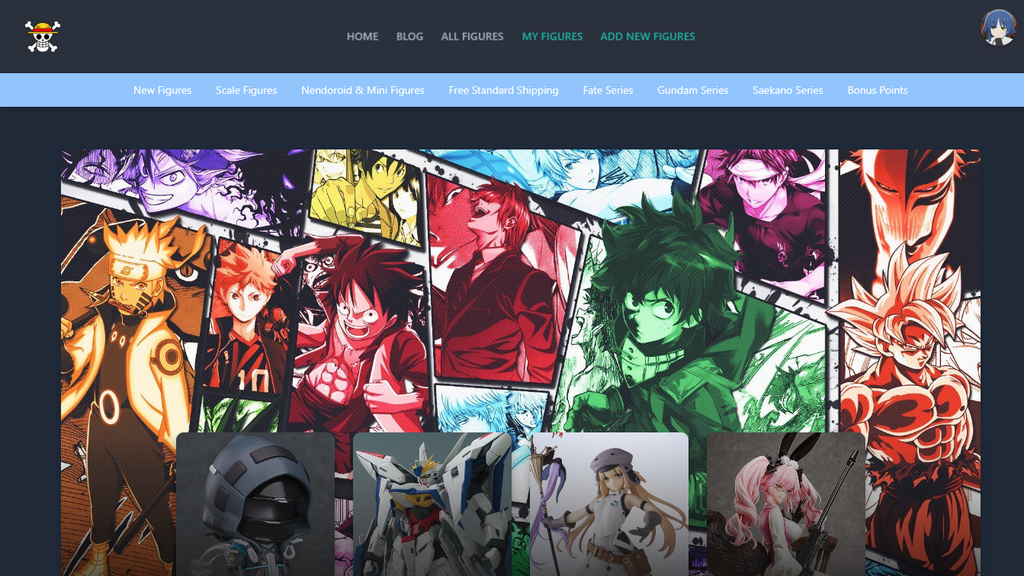 HOME BLOG ALL FIGURES MY FIGURES ADD NEW FIGURES
New Figures Scale Figures Nendoroid & Mini Figures Free Standard Shipping Fate Series Gundam Series Saekano Series Bonus Points
10